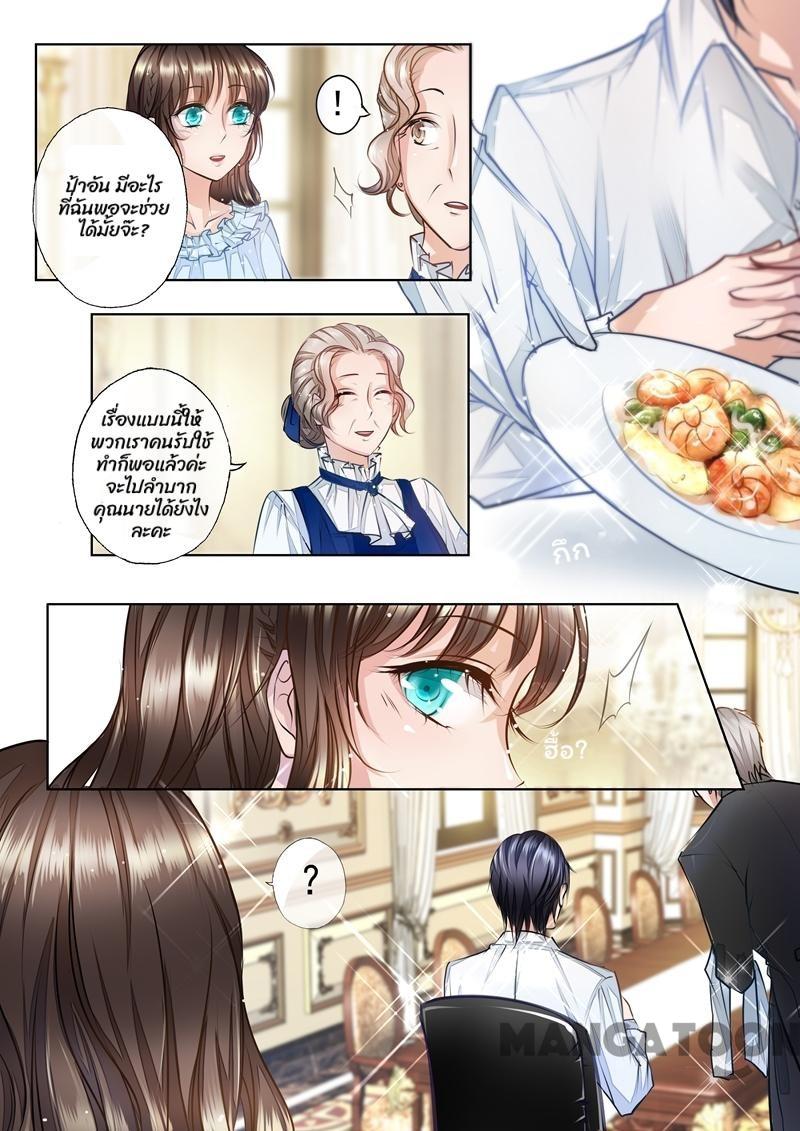 !
ป้าอัน มีอะไร
ที่ฉันพอจะช่วย
ได้มั้ยจ๊ะ?
เรื่องแบบนี้ให้
พวกเราคนรับใช้
ทำก็พอแล้วค่ะ
จะไปลำบาก
คุณนายได้ยังไง
ละคะ
กึก
ฮื้อ?
?
MANGATOON